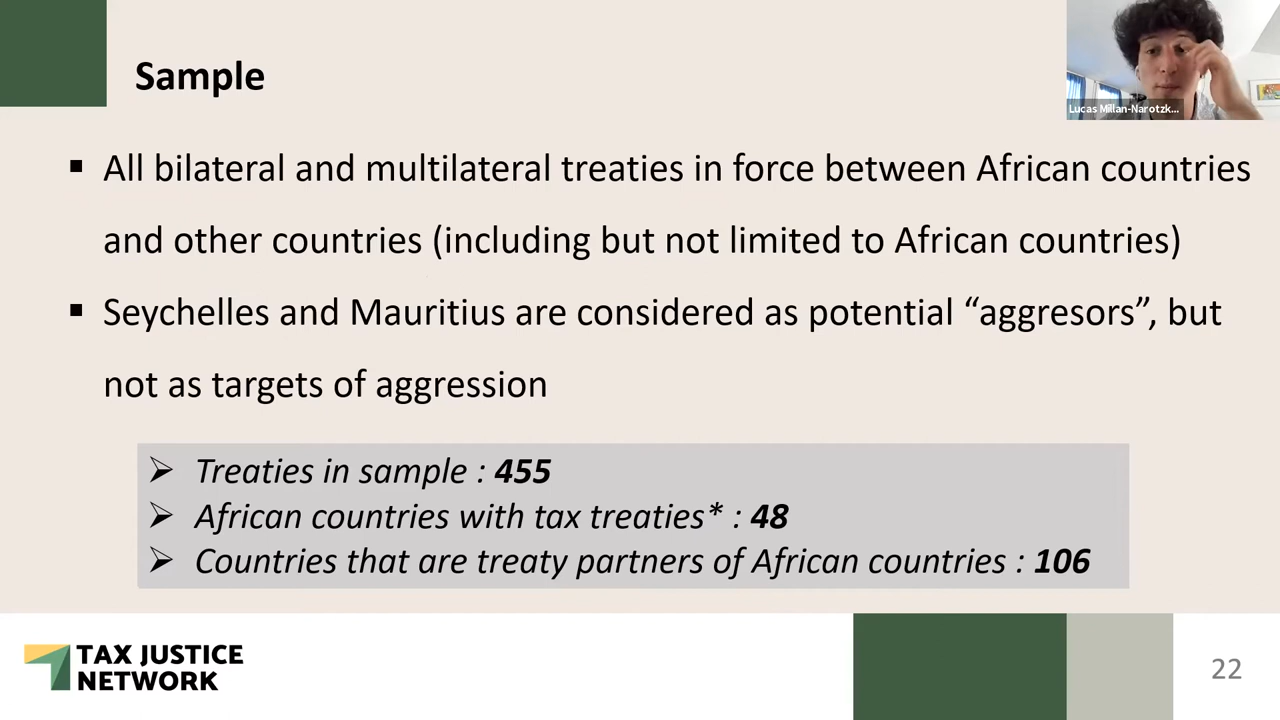 Sample
Lucas Millan-Narotzk...
▪ All bilateral and multilateral treaties in force between African countries
and other countries (including but not limited to African countries)
▪ Seychelles and Mauritius are considered as potential “aggresors”, but
not as targets of aggression
➢ Treaties in sample : 455
➢ African countries with tax treaties* : 48
➢ Countries that are treaty partners of African countries : 106
TAX JUSTICE
NETWORK
22